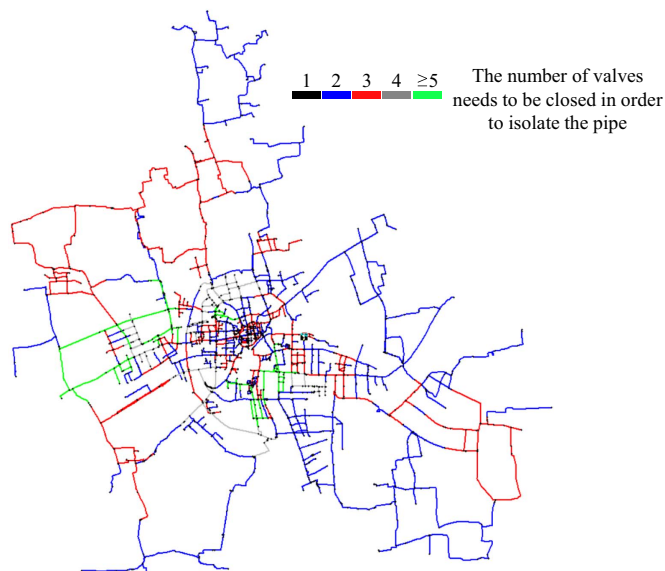 1 2 3 4 ≥5
The number of valves
needs to be closed in order
to isolate the pipe